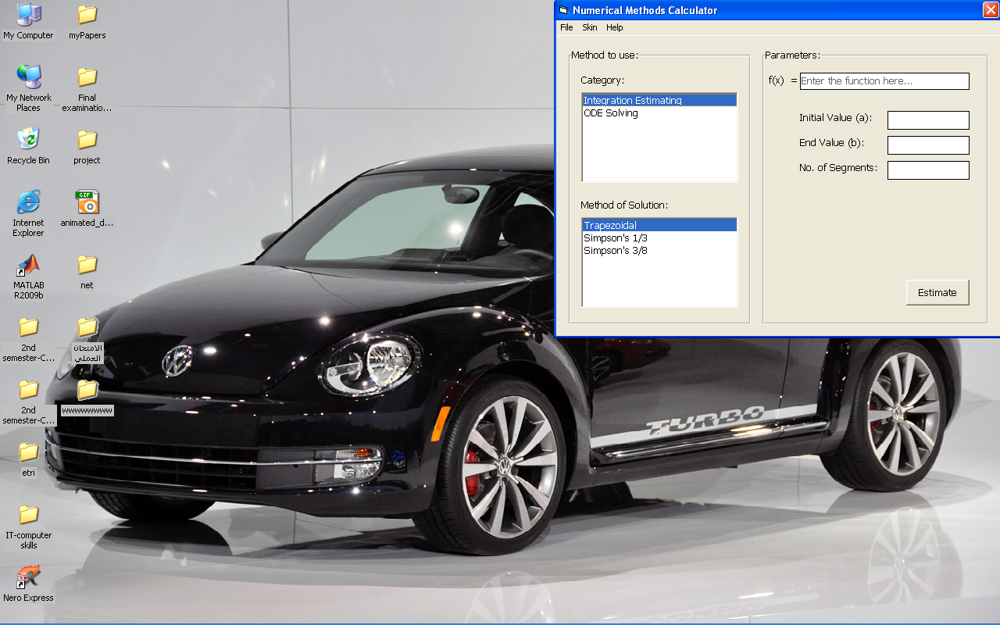 My Computer
myPapers
My Network
Places
Final
examinatio...
Recycle Bin
project
Internet
Explorer
GIF
animated_d...
MATLAB
R2009b
net
2nd
semester-C...
الامتحان
العملي
2nd
semester-C...
wwwwwwwww
etri
IT-computer
skills
Nero Express
TURBO
Numerical Methods Calculator
File Skin Help
Method to use:
Category:
Integration Estimating
ODE Solving
Method of Solution:
Trapezoidal
Simpson's 1/3
Simpson's 3/8
Parameters:
f(x) = Enter the function here...
Initial Value (a):
End Value (b):
No. of Segments:
Estimate